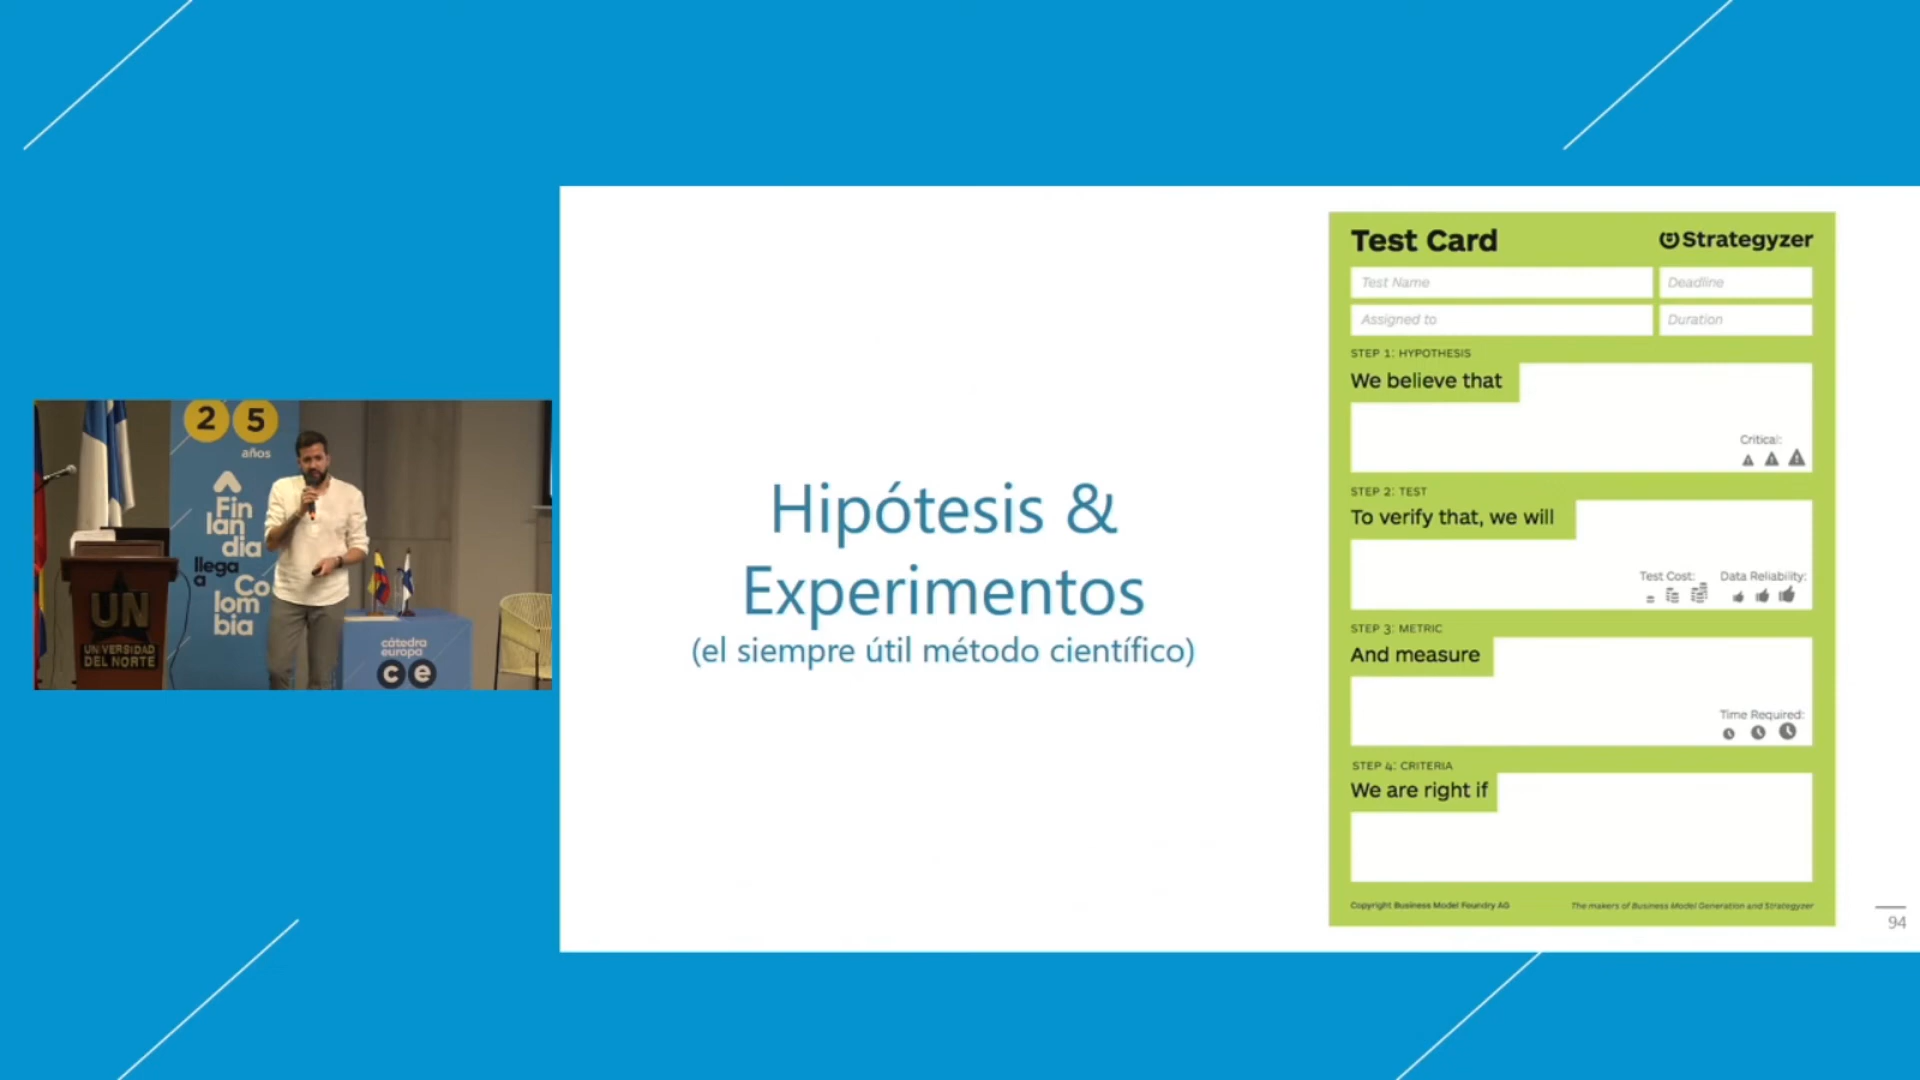 2 5
años
Fin
lan
dia
llega
a
Co
lom
bia
UN
UNIVERSIDAD
DEL NORTE
cátedra
europa
c e
Hipótesis &
Experimentos
(el siempre útil método científico)
Test Card
Strategyzer
Test Name
Deadline
Assigned to
Duration
STEP 1: HYPOTHESIS
We believe that
Critical:
STEP 2: TEST
To verify that, we will
Test Cost:
Data Reliability:
STEP 3: METRIC
And measure
Time Required:
STEP 4: CRITERIA
We are right if
Copyright Business Model Foundry AG
The makers of Business Model Generation and Strategyzer
94